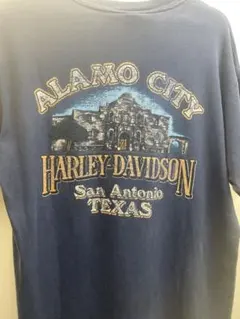 ALAMO CITY
HARLEY-DAVIDSON
San Antonio
TEXAS